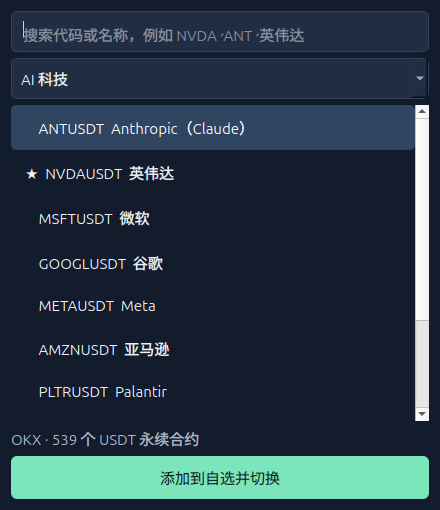 搜索代码或名称，例如 NVDA ·ANT ·英伟达
AI 科技
ANTUSDT Anthropic（Claude）
★ NVDAUSDT 英伟达
MSFTUSDT 微软
GOOGLUSDT 谷歌
METAUSDT Meta
AMZNUSDT 亚马逊
PLTRUSDT Palantir
OKX · 539 个 USDT 永续合约
添加到自选并切换